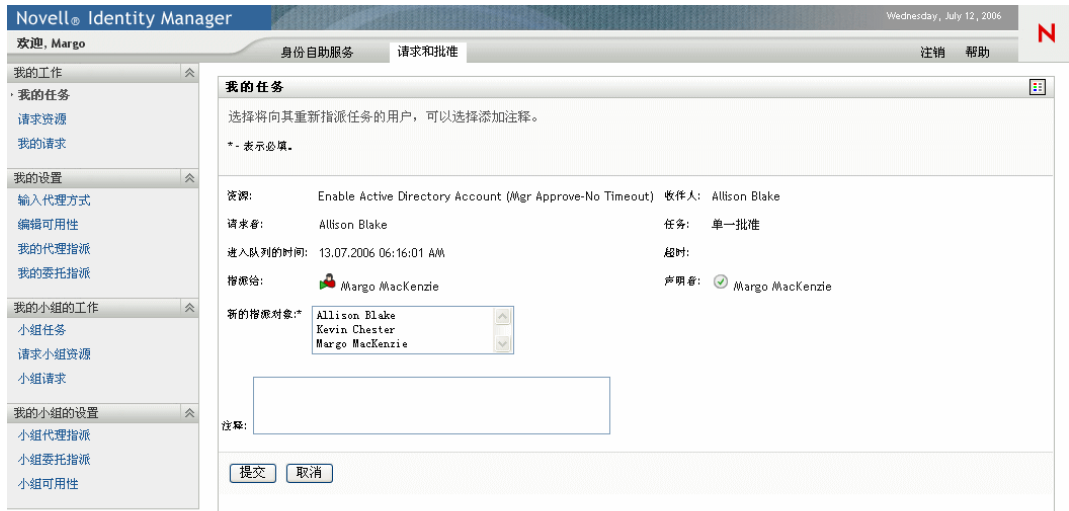 Novell® Identity Manager
Wednesday, July 12, 2006
N
欢迎, Margo
身份自助服务
请求和批准
注销
帮助
我的工作
我的任务
请求资源
我的请求
我的设置
输入代理方式
编辑可用性
我的代理指派
我的委托指派
我的小组的工作
小组任务
请求小组资源
小组请求
我的小组的设置
小组代理指派
小组委托指派
小组可用性
我的任务
选择将向其重新指派任务的用户，可以选择添加注释。
*- 表示必填。
资源: Enable Active Directory Account (Mgr Approve-No Timeout) 收件人: Allison Blake
请求者: Allison Blake 任务: 单一批准
进入队列的时间: 13.07.2006 06:16:01 AM 超时:
指派给: Margo MacKenzie 声明者: Margo MacKenzie
新的指派对象:* Allison Blake
Kevin Chester
Margo MacKenzie
注释:
提交 取消